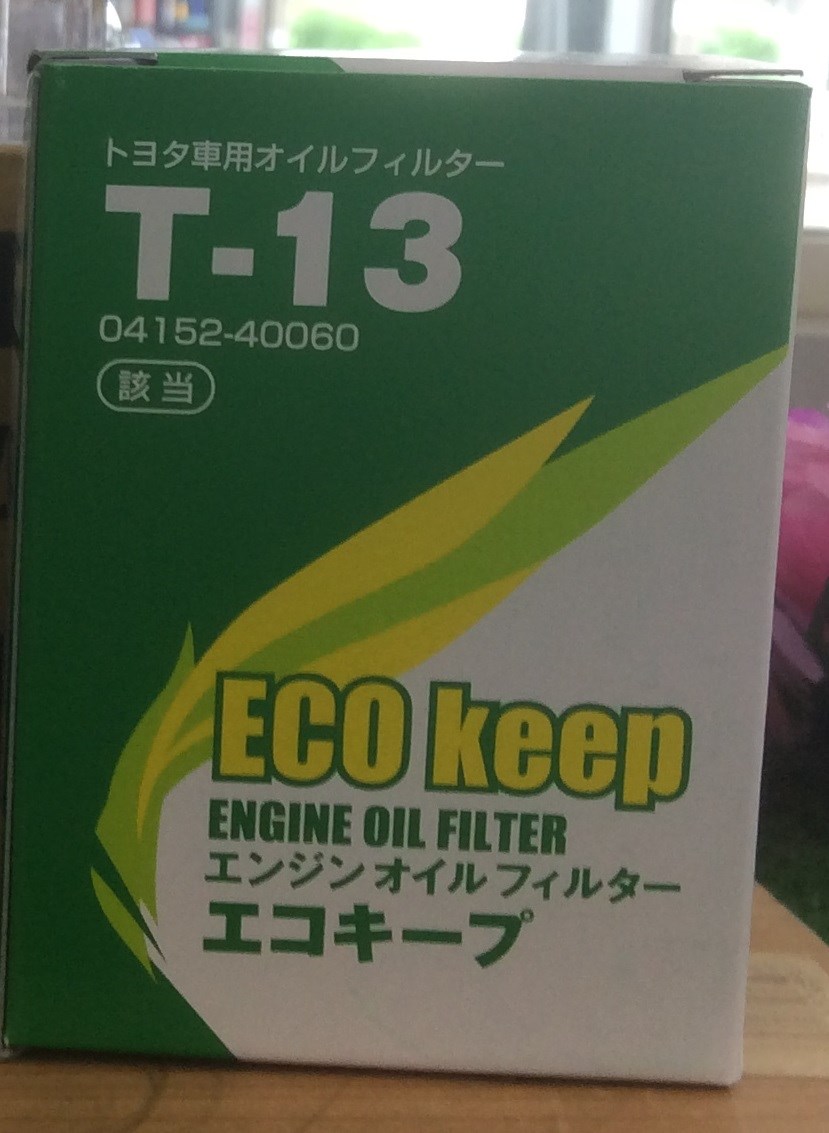 トヨタ車用オイルフィルター
T-13
04152-40060
該当
ECO keep
ENGINE OIL FILTER
エンジンオイルフィルター
エコキープ